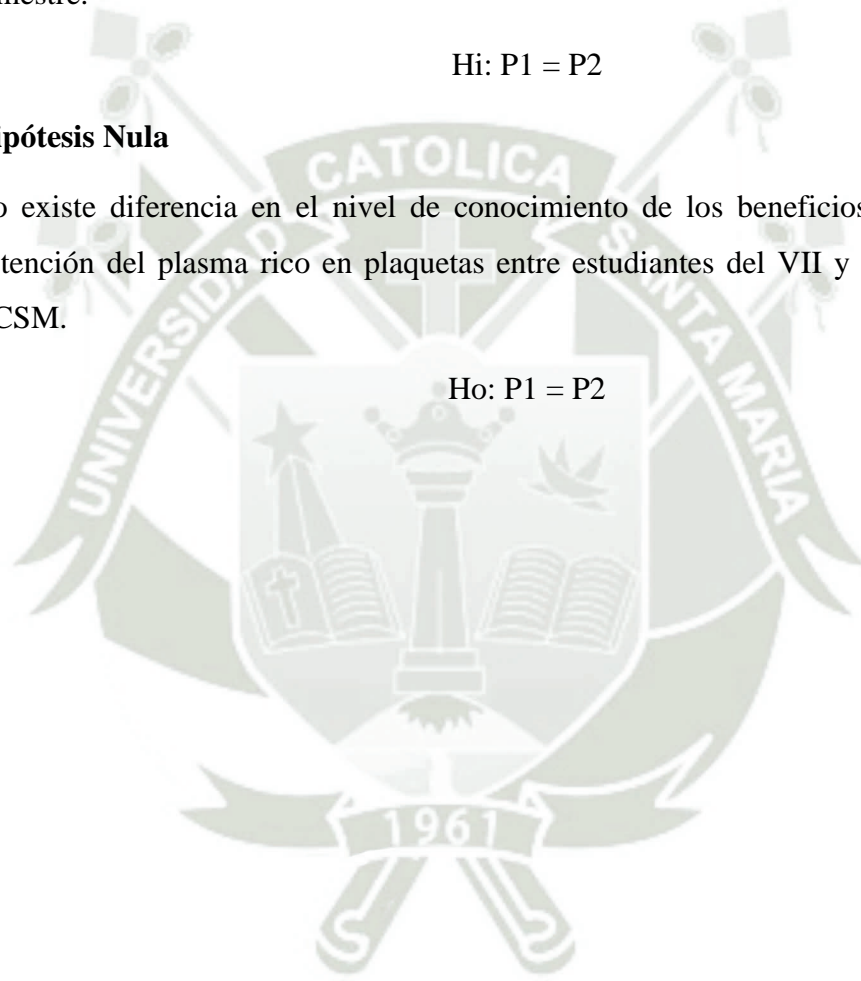 Hi: P1 = P2
ipótesis Nula
o existe diferencia en el nivel de conocimiento de los beneficios
tención del plasma rico en plaquetas entre estudiantes del VII y
CSM.
Ho: P1 = P2
UNIVERSIDAD CATOLICA SANTA MARIA
1961